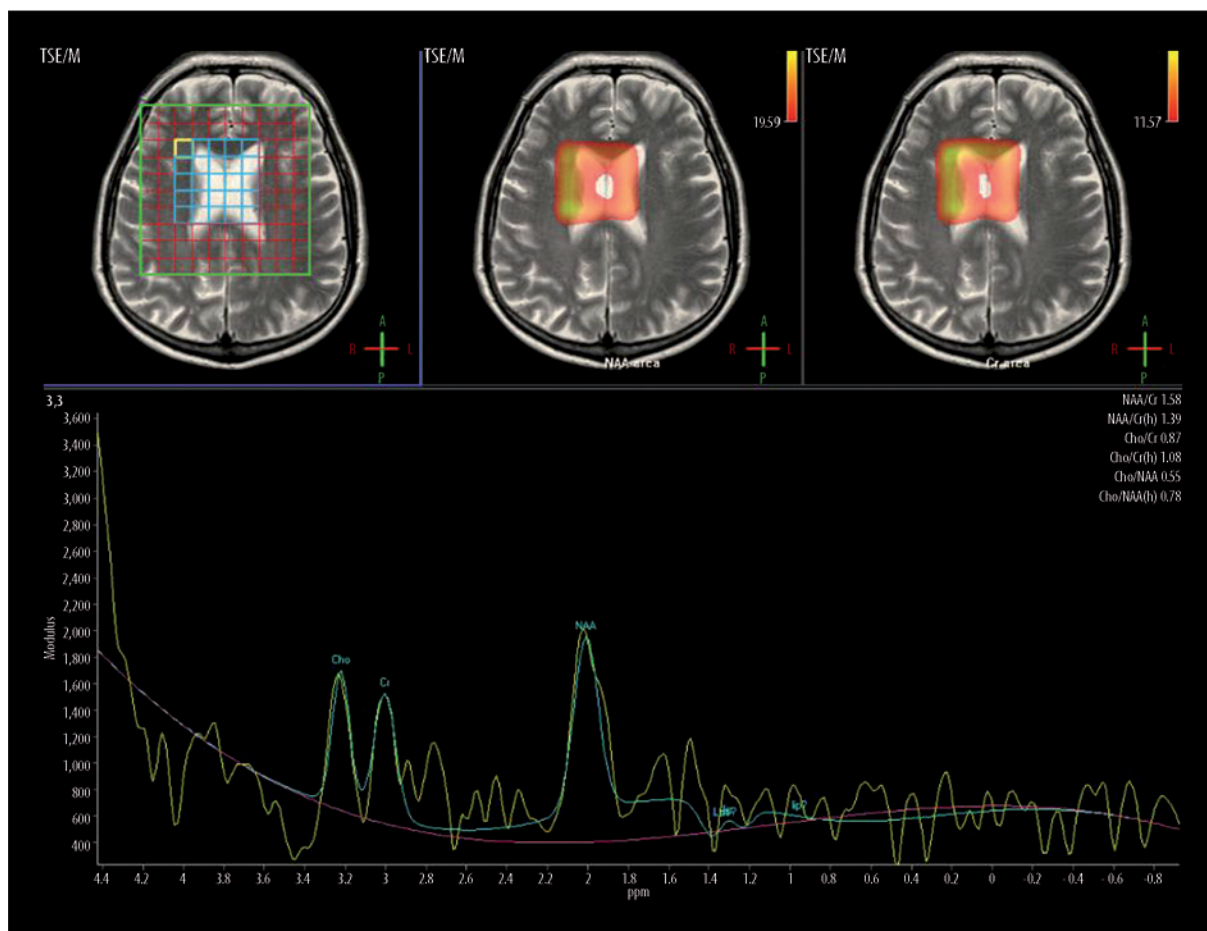 TSE/M
TSE/M
TSE/M
19.59
11.57
A
R L
P
A
R L
P
A
R L
P
NAA area
Cr area
3,3
NAA/Cr 1.58
NAA/Cr(h) 1.39
Cho/Cr 0.87
Cho/Cr(h) 1.08
Cho/NAA 0.55
Cho/NAA(h) 0.78
3,600
3,400
3,200
3,000
2,800
2,600
2,400
2,200
2,000
1,800
1,600
1,400
1,200
1,000
800
600
400
Modulus
Cho
Cr
NAA
lip?
4.4 4.2 4 3.8 3.6 3.4 3.2 3 2.8 2.6 2.4 2.2 2 1.8 1.6 1.4 1.2 1 0.8 0.6 0.4 0.2 0 -0.2 -0.4 -0.6 -0.8
ppm